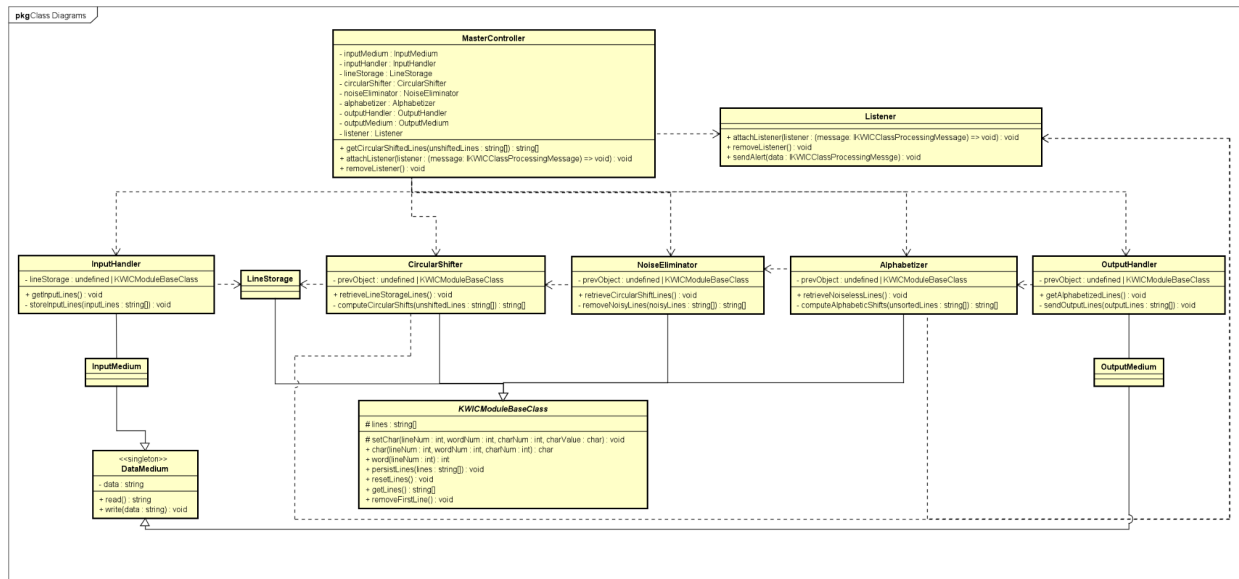 pkg Class Diagrams
MasterController
- inputMedium : InputMedium
- inputHandler : InputHandler
- lineStorage : LineStorage
- circularShifter : CircularShifter
- noiseEliminator : NoiseEliminator
- alphabetizer : Alphabetizer
- outputHandler : OutputHandler
- outputMedium : OutputMedium
- listener : Listener
+ getCircularShiftedLines(unshiftedLines : string[]) : string[]
+ attachListener(listener : (message: IKWICClassProcessingMessage) => void) : void
+ removeListener() : void
Listener
+ attachListener(listener : (message: IKWICClassProcessingMessage) => void) : void
+ removeListener() : void
+ sendAlert(data : IKWICClassProcessingMessge) : void
InputHandler
- lineStorage : undefined | KWICModuleBaseClass
+ getInputLines() : void
- storeInputLines(inputLines : string[]) : void
LineStorage
CircularShifter
- prevObject : undefined | KWICModuleBaseClass
+ retrieveLineStorageLines() : void
- computeCircularShifts(unshiftedLines : string[]) : string[]
NoiseEliminator
- prevObject : undefined | KWICModuleBaseClass
+ retrieveCircularShiftLines() : void
- removeNoisyLines(noisyLines : string[]) : string[]
Alphabetizer
- prevObject : undefined | KWICModuleBaseClass
+ retrieveNoiselessLines() : void
- computeAlphabeticShifts(unsortedLines : string[]) : string[]
OutputHandler
- prevObject : undefined | KWICModuleBaseClass
+ getAlphabetizedLines() : void
- sendOutputLines(outputLines : string[]) : void
InputMedium
OutputMedium
KWICModuleBaseClass
# lines : string[]
# setChar(lineNum : int, wordNum : int, charNum : int, charValue : char) : void
+ char(lineNum : int, wordNum : int, charNum : int) : char
+ word(lineNum : int) : int
+ persistLines(lines : string[]) : void
+ resetLines() : void
+ getLines() : string[]
+ removeFirstLine() : void
<<singleton>>
DataMedium
- data : string
+ read() : string
+ write(data : string) : void